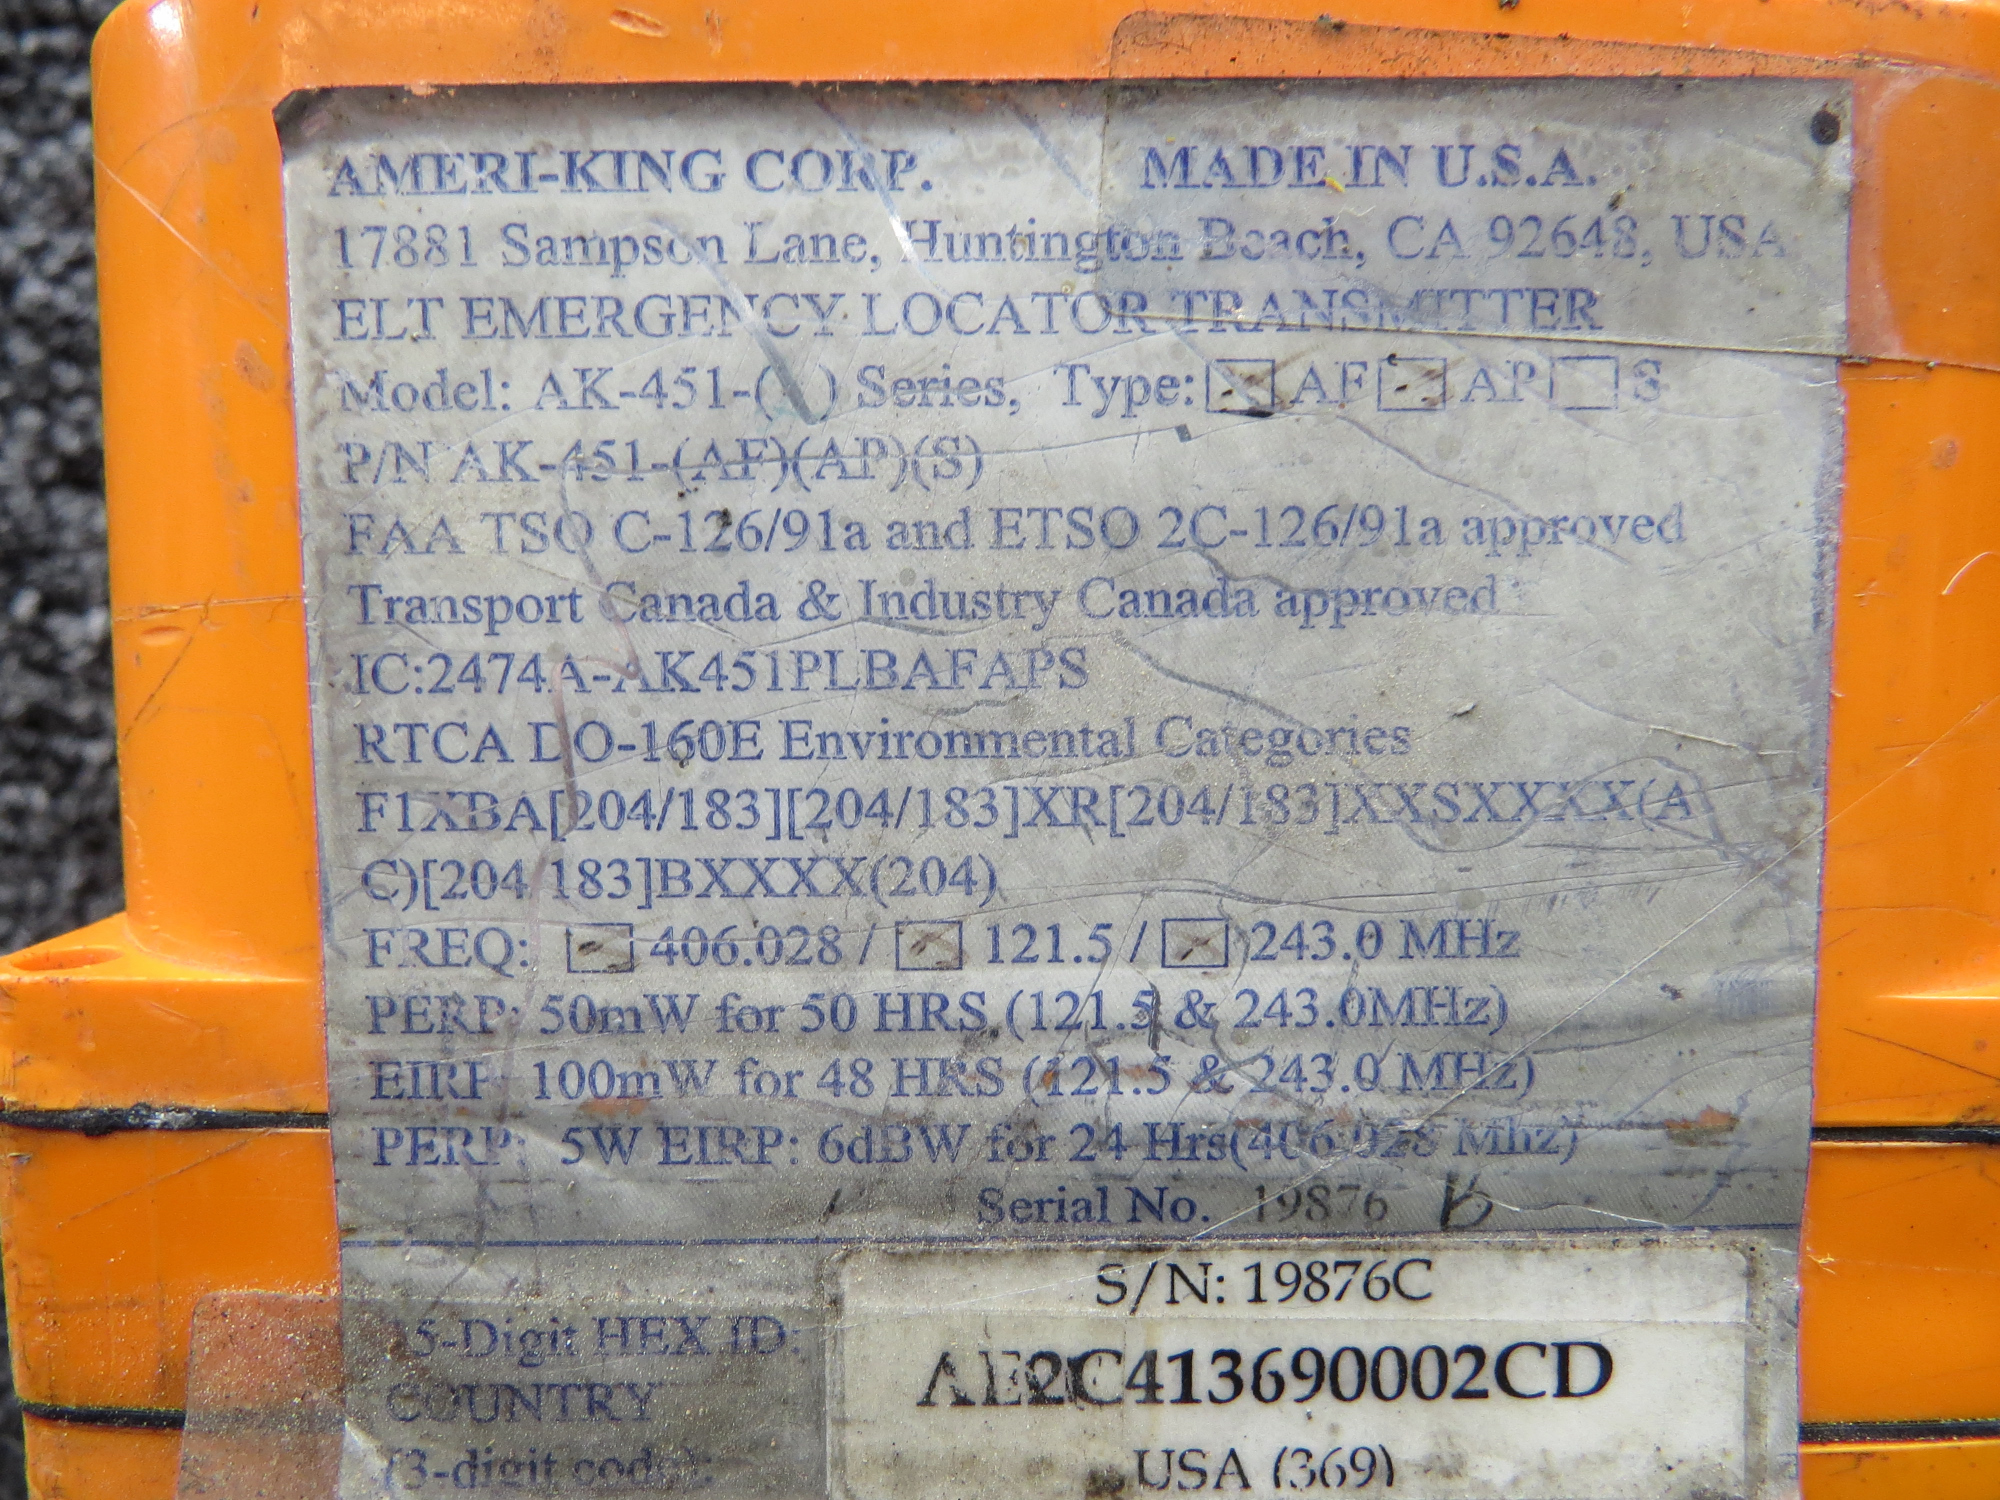 AMERI-KING CORP. MADE IN U.S.A.
17881 Sampson Lane, Huntington Beach, CA 92648, USA
ELT EMERGENCY LOCATOR TRANSMITTER
Model: AK-451-( ) Series, Type: AF AP S
P/N AK-451-(AF)(AP)(S)
FAA TSO C-126/91a and ETSO 2C-126/91a approved
Transport Canada & Industry Canada approved
IC:2474A-AK451PLBAFAPS
RTCA DO-160E Environmental Categories
F1XBA[204/183][204/183]XR[204/183]XXSXXXX(A
C)[204/183]BXXXX(204)
FREQ: 406.028 / 121.5 / 243.0 MHz
PERP: 50mW for 50 HRS (121.5 & 243.0MHz)
EIRP 100mW for 48 HRS (121.5 & 243.0 MHz)
PERP: 5W EIRP: 6dBW for 24 Hrs(406.028 Mhz)
Serial No. 19876 B
S/N: 19876C
15-Digit HEX ID: AE2C413690002CD
COUNTRY
(3-digit code): USA (369)